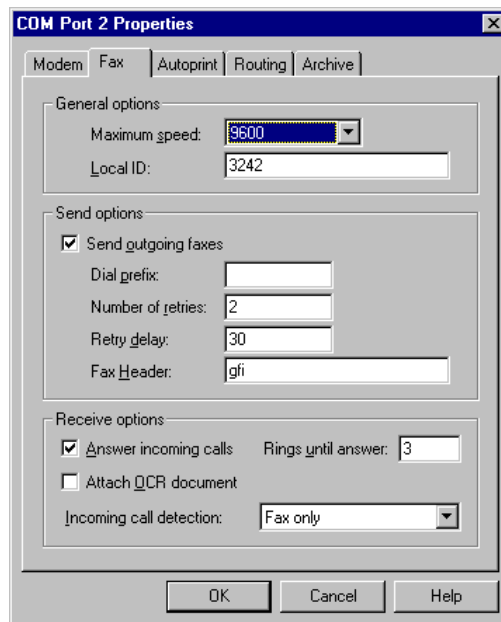 COM Port 2 Properties
Modem Fax Autoprint Routing Archive
General options
Maximum speed: 9600
Local ID: 3242
Send options
Send outgoing faxes
Dial prefix:
Number of retries: 2
Retry delay: 30
Fax Header: gfi
Receive options
Answer incoming calls Rings until answer: 3
Attach OCR document
Incoming call detection: Fax only
OK Cancel Help